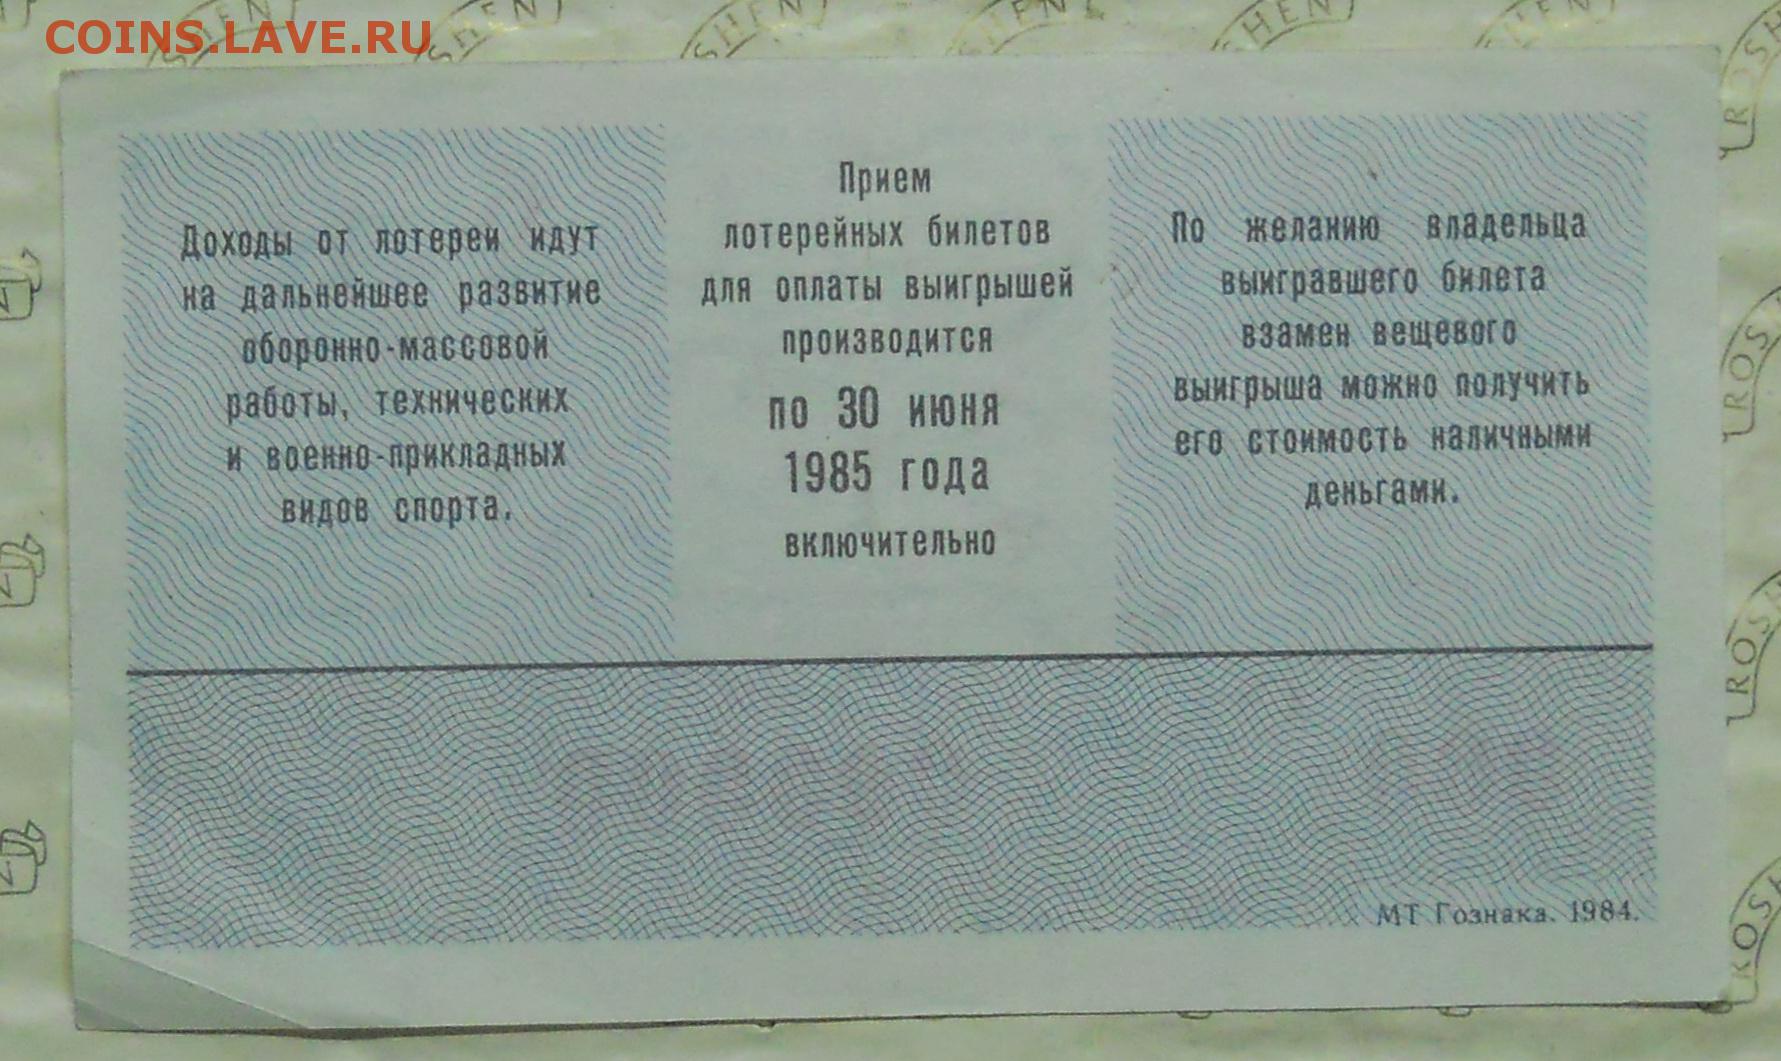 COINS.LAVE.RU
Доходы от лотереи идут
на дальнейшее развитие
оборонно-массовой
работы, технических
и военно-прикладных
видов спорта.
Прием
лотерейных билетов
для оплаты выигрышей
производится
по 30 июня
1985 года
включительно
По желанию владельца
выигравшего билета
взамен вещевого
выигрыша можно получить
его стоимость наличными
деньгами.
МТ Гознака. 1984.